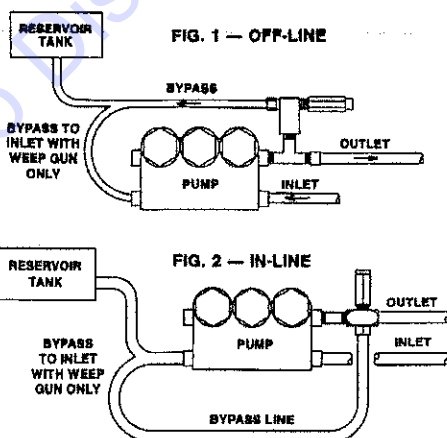 RESERVOIR
TANK
FIG. 1 — OFF-LINE
BYPASS
BYPASS TO
INLET WITH
WEEP GUN
ONLY
OUTLET
PUMP
INLET
FIG. 2 — IN-LINE
RESERVOIR
TANK
OUTLET
BYPASS
TO INLET
WITH WEEP
GUN ONLY
PUMP
INLET
BYPASS LINE